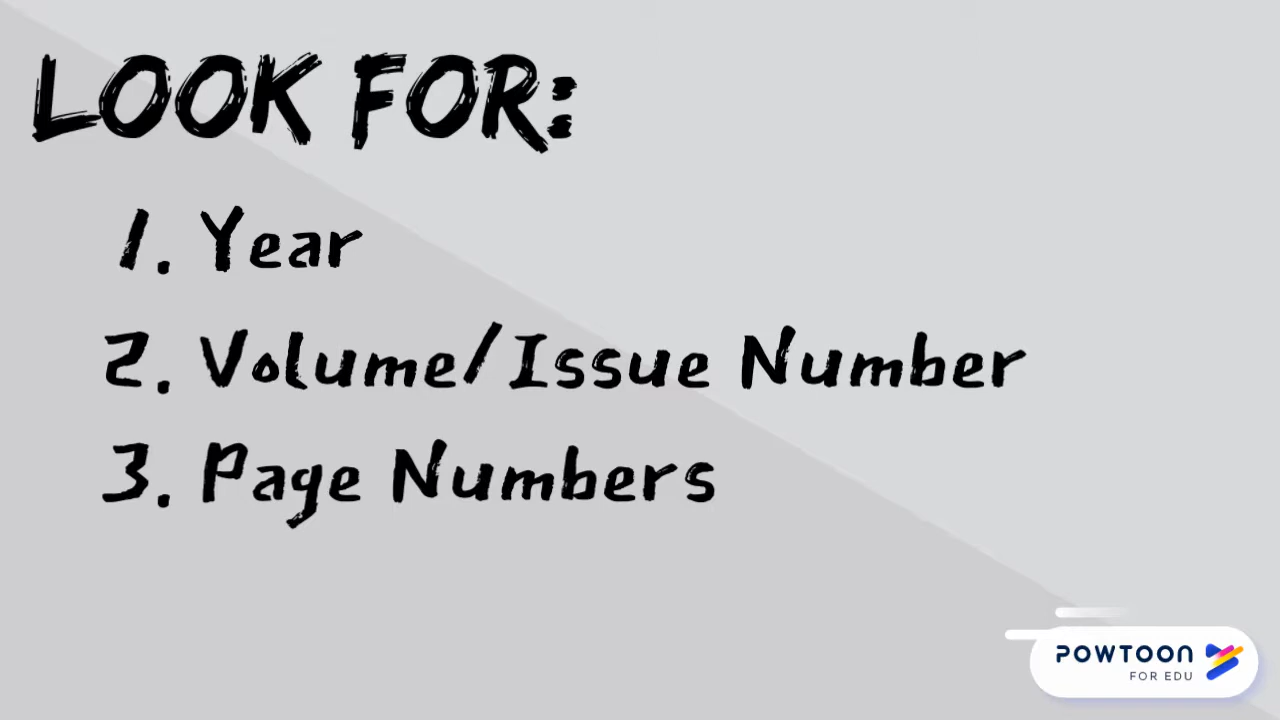 LOOK FOR:
1. Year
2. Volume/Issue Number
3. Page Numbers
POWTOON
FOR EDU